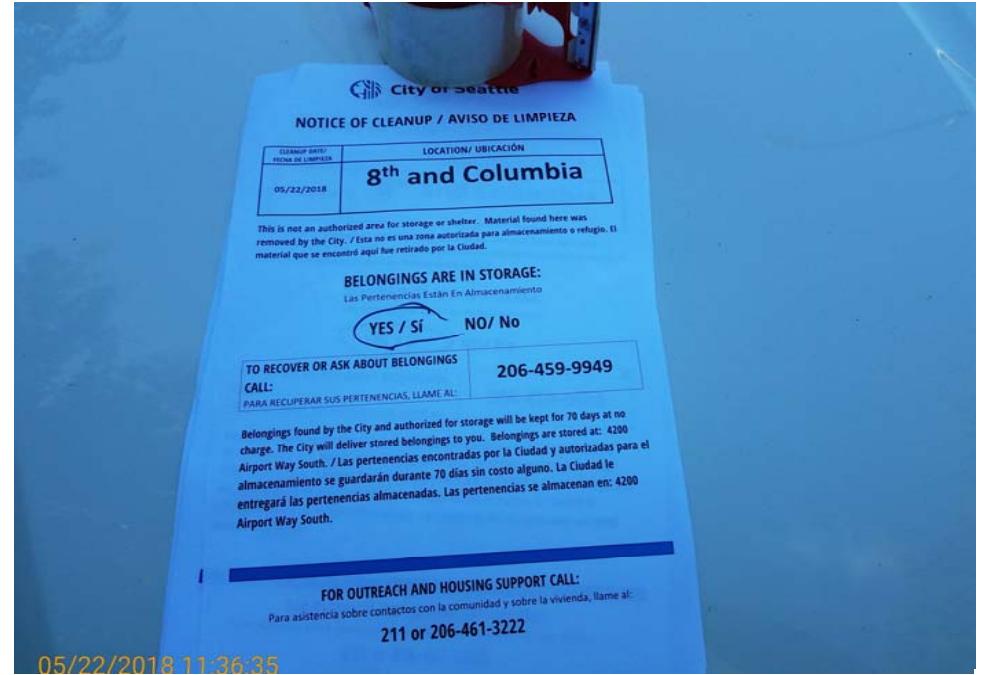 City of Seattle
NOTICE OF CLEANUP / AVISO DE LIMPIEZA
CLEANUP DATE/
FECHA DE LIMPIEZA
LOCATION/ UBICACIÓN
05/22/2018
8th and Columbia
This is not an authorized area for storage or shelter. Material found here was
removed by the City. / Esta no es una zona autorizada para almacenamiento o refugio. El
material que se encontró aquí fue retirado por la Ciudad.
BELONGINGS ARE IN STORAGE:
Las Pertenencias Están En Almacenamiento
YES / Sí NO/ No
TO RECOVER OR ASK ABOUT BELONGINGS
CALL:
PARA RECUPERAR SUS PERTENENCIAS, LLAME AL:
206-459-9949
Belongings found by the City and authorized for storage will be kept for 70 days at no
charge. The City will deliver stored belongings to you. Belongings are stored at: 4200
Airport Way South. / Las pertenencias encontradas por la Ciudad y autorizadas para el
almacenamiento se guardarán durante 70 días sin costo alguno. La Ciudad le
entregará las pertenencias almacenadas. Las pertenencias se almacenan en: 4200
Airport Way South.
FOR OUTREACH AND HOUSING SUPPORT CALL:
Para asistencia sobre contactos con la comunidad y sobre la vivienda, llame al:
211 or 206-461-3222
05/22/2018 11:36:35